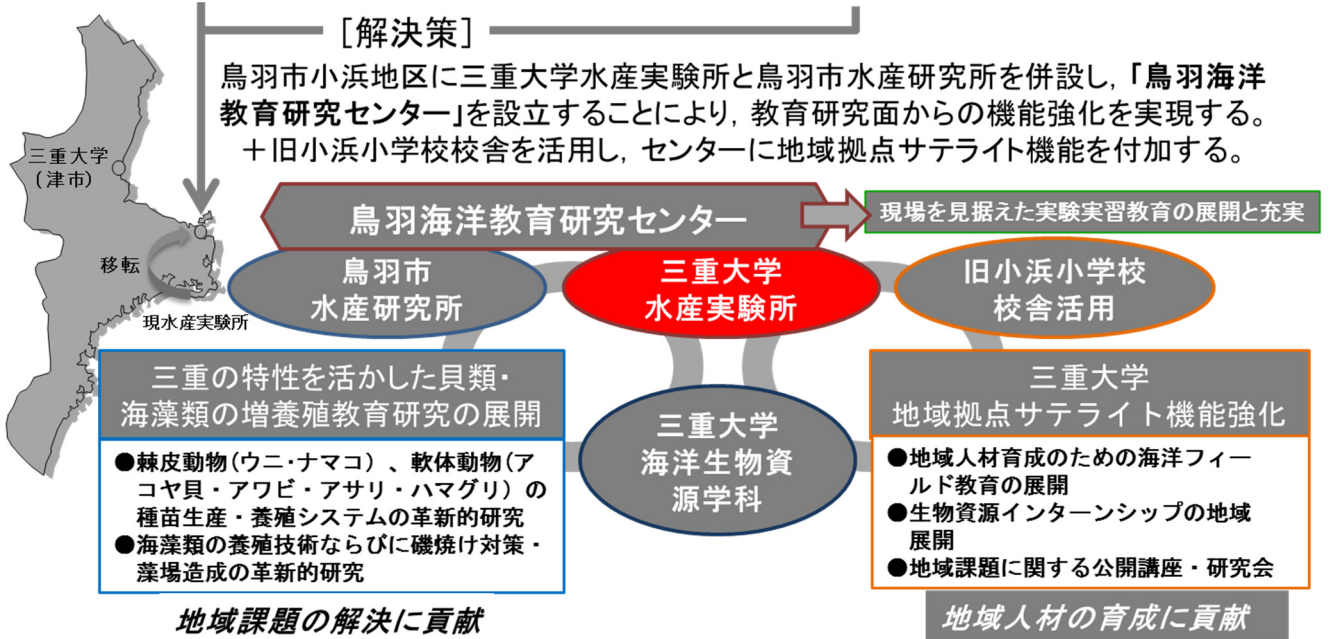 [解決策]
鳥羽市小浜地区に三重大学水産実験所と鳥羽市水産研究所を併設し,「鳥羽海洋
教育研究センター」を設立することにより, 教育研究面からの機能強化を実現する。
＋旧小浜小学校校舎を活用し, センターに地域拠点サテライト機能を付加する。
三重大学
(津市)
移転
現水産実験所
鳥羽海洋教育研究センター
現場を見据えた実験実習教育の展開と充実
鳥羽市
水産研究所
三重大学
水産実験所
旧小浜小学校
校舎活用
三重の特性を活かした貝類・
海藻類の増養殖教育研究の展開
●棘皮動物(ウニ・ナマコ) 、軟体動物(ア
コヤ貝・アワビ・アサリ・ハマグリ) の
種苗生産・養殖システムの革新的研究
●海藻類の養殖技術ならびに磯焼け対策・
藻場造成の革新的研究
地域課題の解決に貢献
三重大学
海洋生物資
源学科
三重大学
地域拠点サテライト機能強化
●地域人材育成のための海洋フィー
ルド教育の展開
●生物資源インターンシップの地域
展開
●地域課題に関する公開講座・研究会
地域人材の育成に貢献